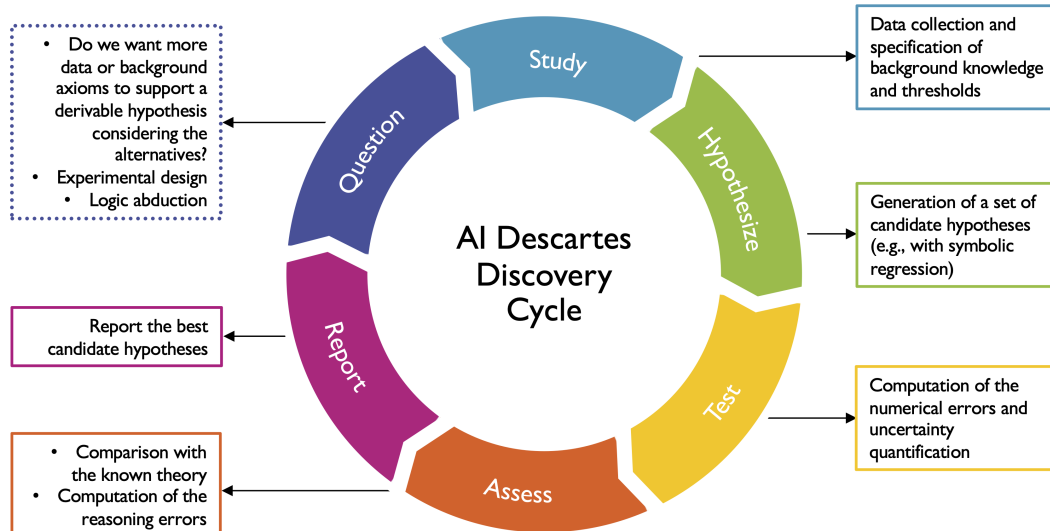 Study
Data collection and
specification of
background knowledge
and thresholds
Hypothesize
Generation of a set of
candidate hypotheses
(e.g., with symbolic
regression)
Test
Computation of the
numerical errors and
uncertainty
quantification
Assess
• Comparison with
the known theory
• Computation of the
reasoning errors
Report
Report the best
candidate hypotheses
Question
• Do we want more
data or background
axioms to support a
derivable hypothesis
considering the
alternatives?
• Experimental design
• Logic abduction
AI Descartes
Discovery
Cycle